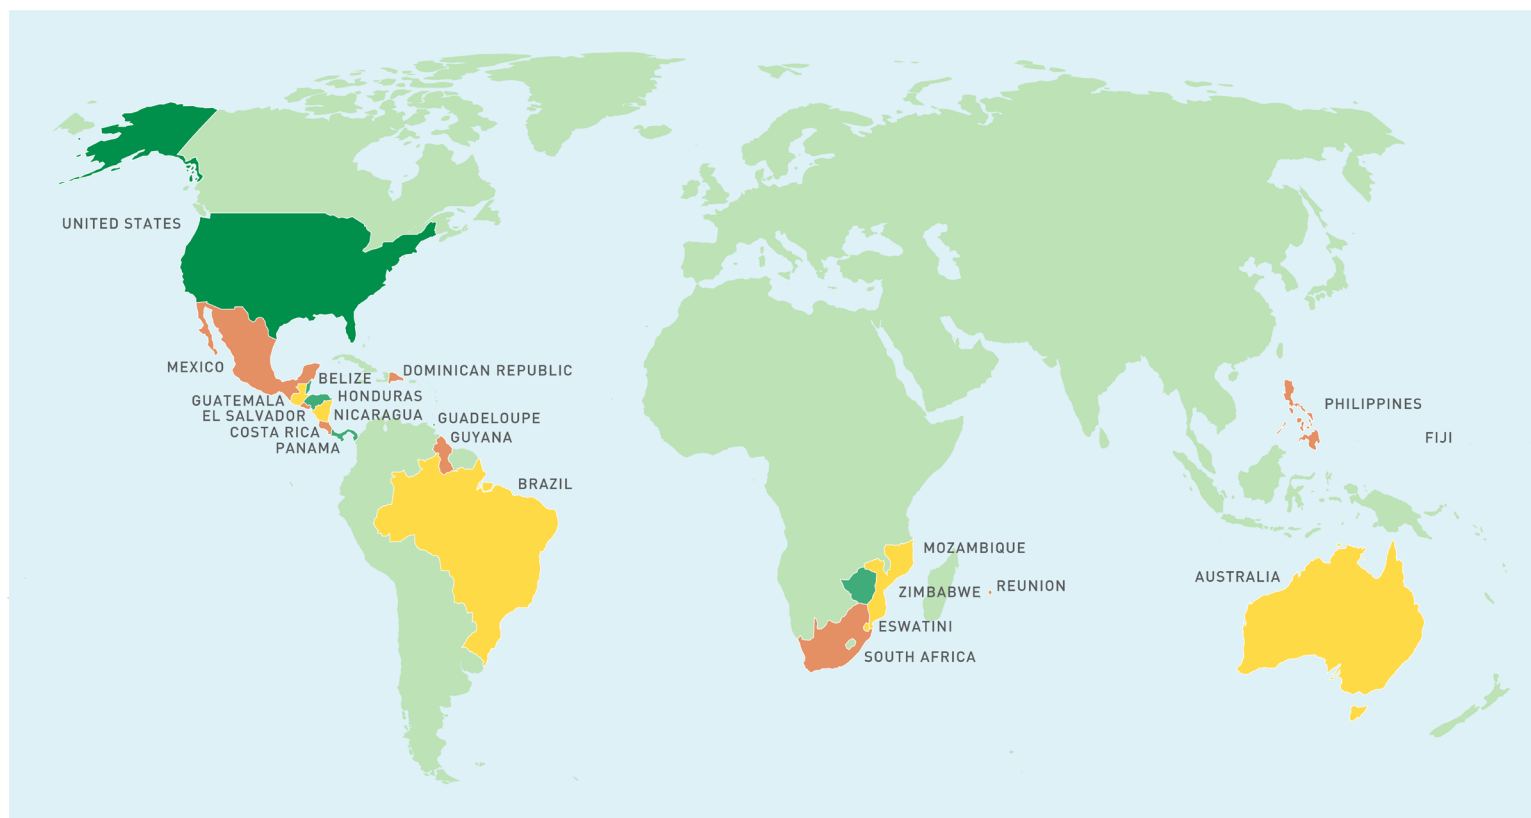 UNITED STATES
MEXICO
DOMINICAN REPUBLIC
BELIZE
GUATEMALA
HONDURAS
EL SALVADOR
NICARAGUA
COSTA RICA
GUADELOUPE
PANAMA
GUYANA
BRAZIL
PHILIPPINES
FIJI
MOZAMBIQUE
ZIMBABWE
REUNION
ESWATINI
SOUTH AFRICA
AUSTRALIA